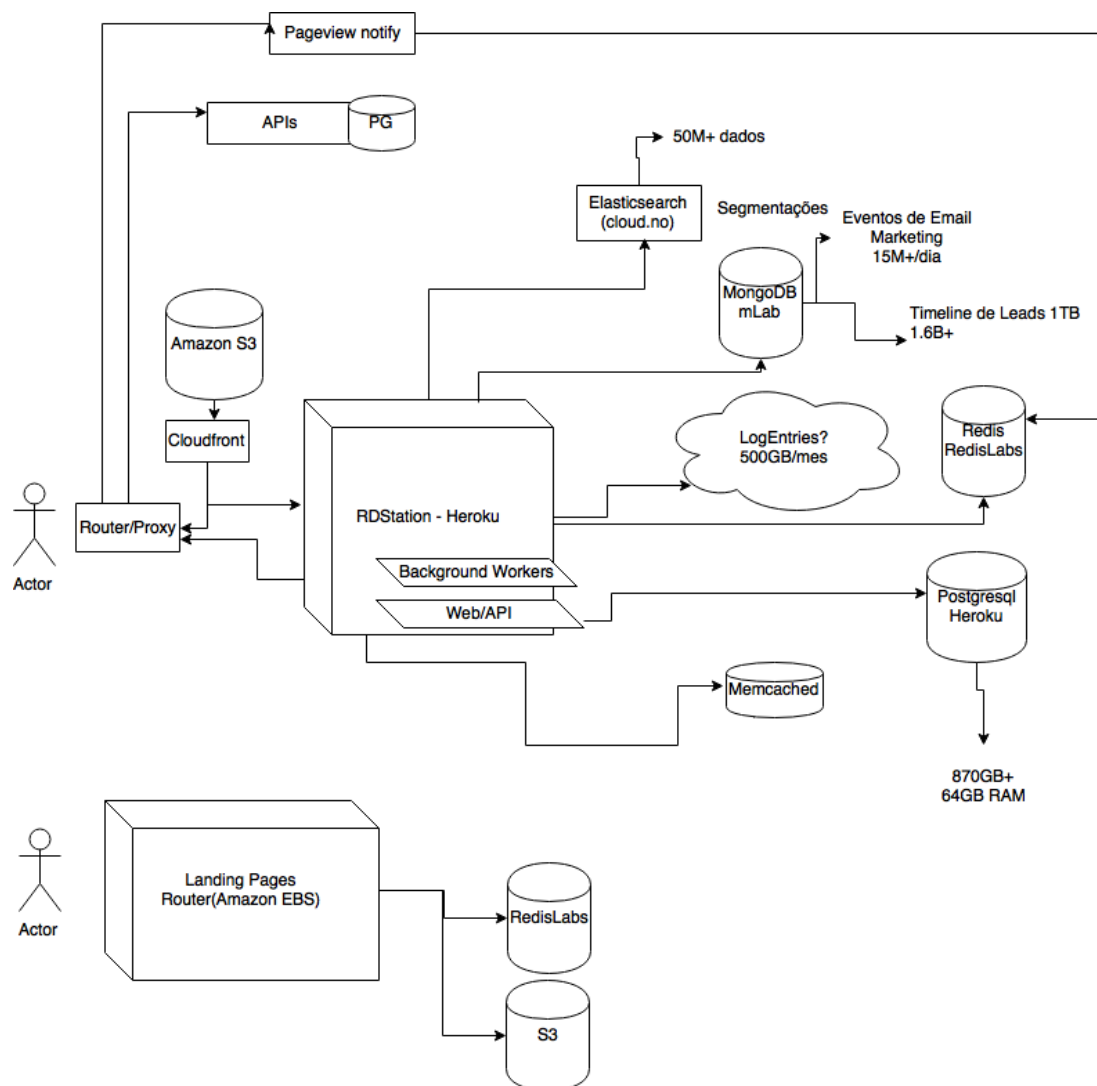 Pageview notify
APIs
PG
50M+ dados
Elasticsearch
(cloud.no)
Segmentações
Eventos de Email
Marketing
15M+/dia
MongoDB
mLab
Timeline de Leads 1TB
1.6B+
Amazon S3
Cloudfront
LogEntries?
500GB/mes
Redis
RedisLabs
Router/Proxy
RDStation - Heroku
Actor
Background Workers
Web/API
Postgresql
Heroku
Memcached
870GB+
64GB RAM
Landing Pages
Router(Amazon EBS)
Actor
RedisLabs
S3